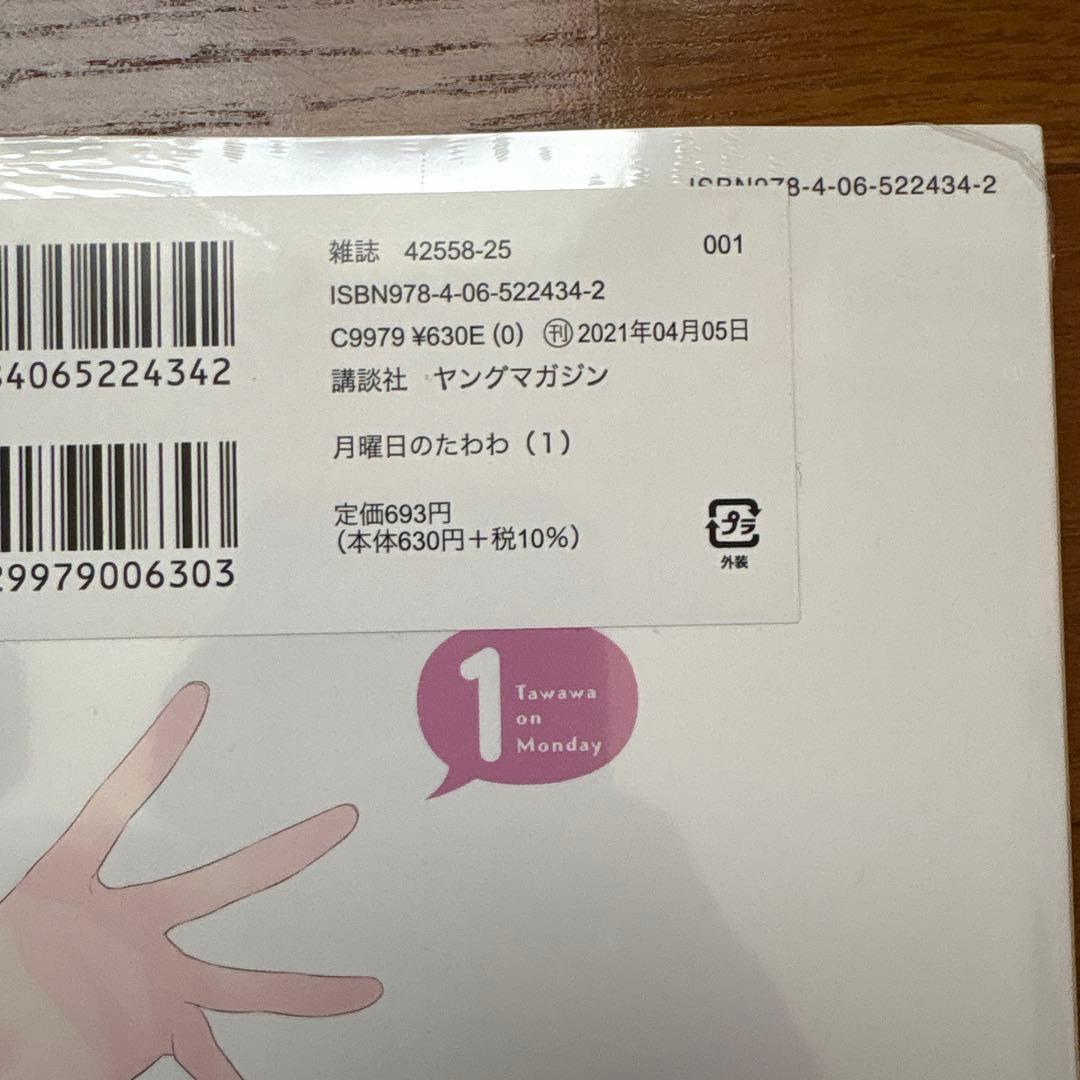 ISBN978-4-06-522434-2
雑誌 42558-25 001
ISBN978-4-06-522434-2
C9979 ¥630E (0) ㊞2021年04月05日
講談社 ヤングマガジン
月曜日のたわわ（1）
定価693円
（本体630円＋税10%）
プラ
外装
4065224342
29979006303
1
Tawawa
on
Monday